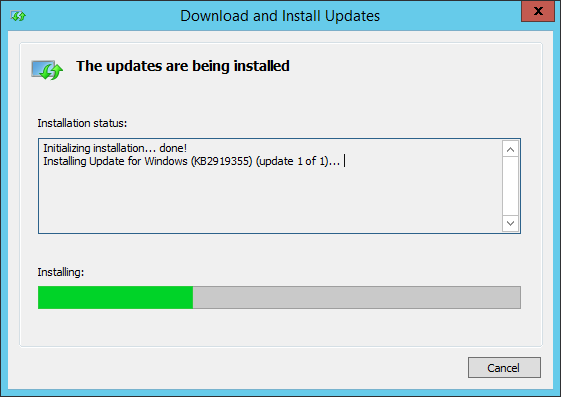 Download and Install Updates
x
The updates are being installed
Installation status:
Initializing installation... done!
Installing Update for Windows (KB2919355) (update 1 of 1)...
Installing:
Cancel